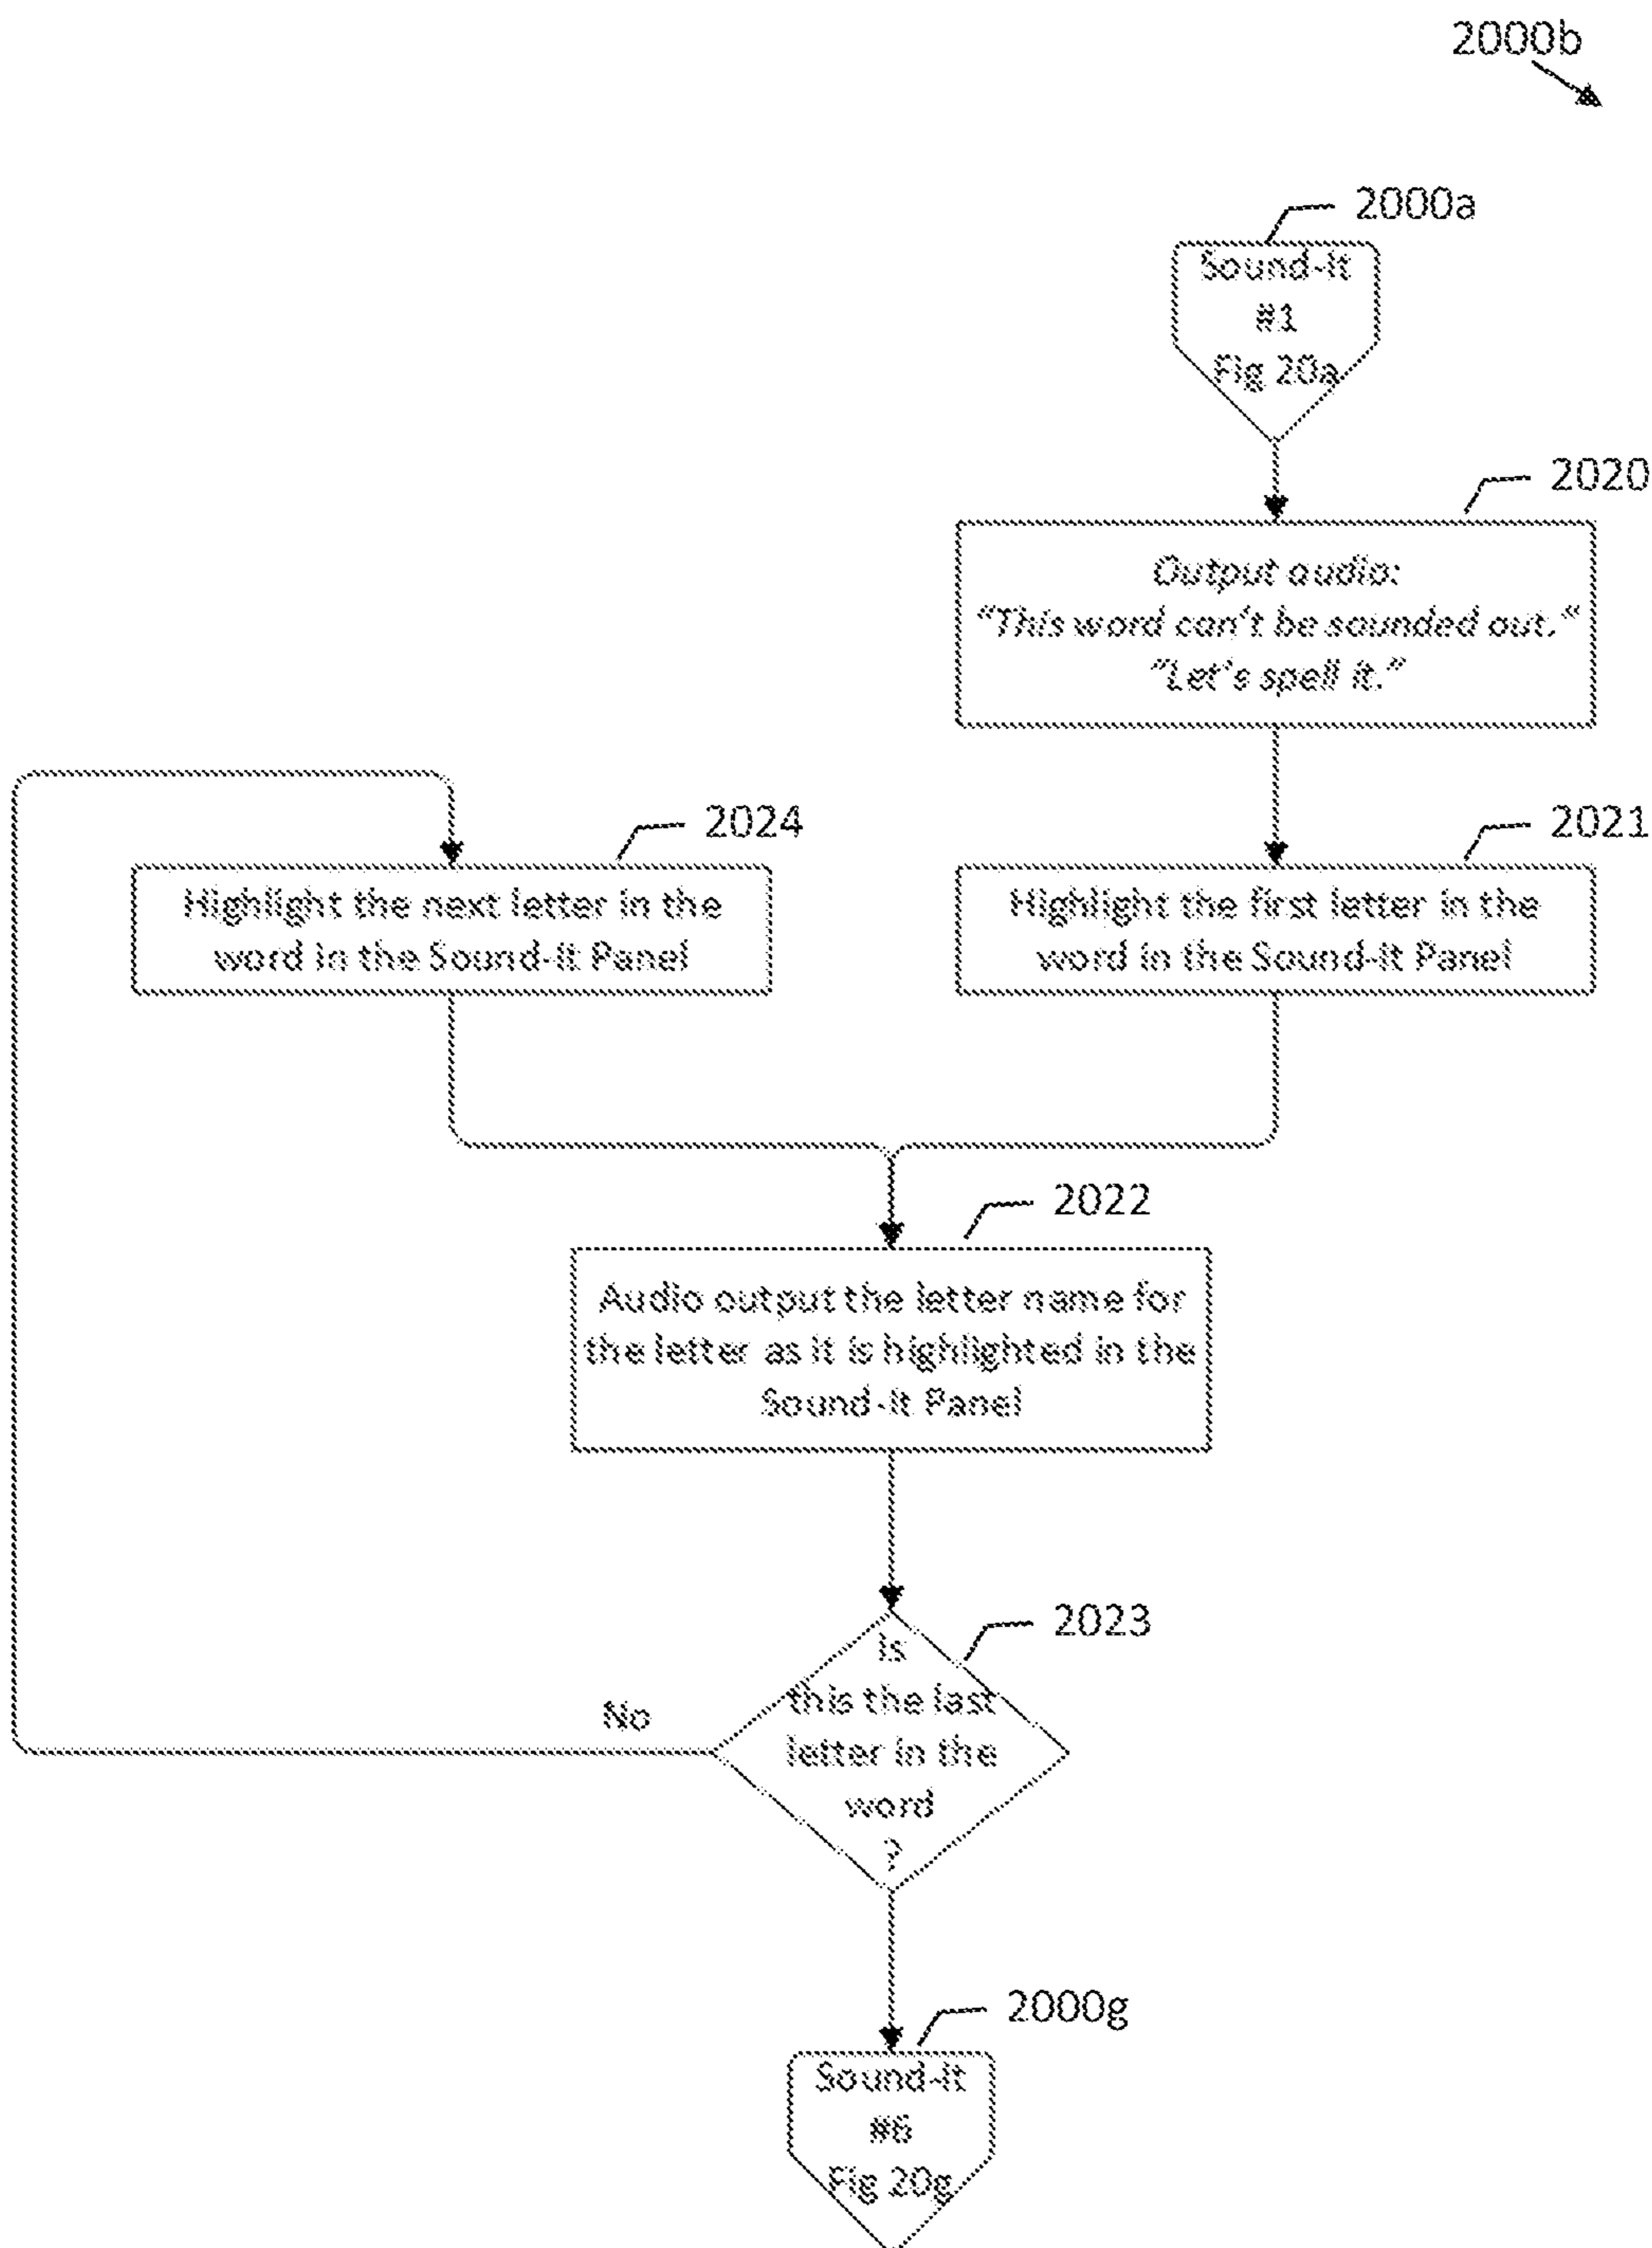 2000b
2000a
Sound-It
#1
Fig 20a
2020
Output audio:
"This word can't be sounded out."
"Let's spell it."
2024
2021
Highlight the next letter in the
word in the Sound-It Panel
Highlight the first letter in the
word in the Sound-It Panel
2022
Audio output the letter name for
the letter as it is highlighted in the
Sound-It Panel
2023
Is
this the last
letter in the
word
?
No
2000g
Sound-It
#6
Fig 20g